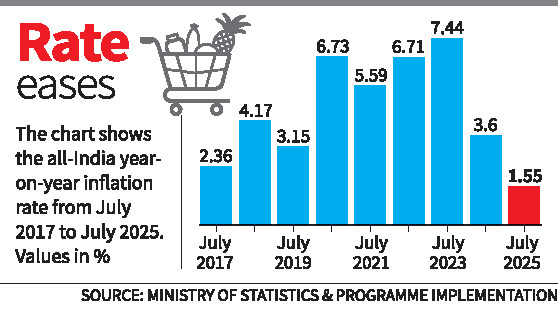 Rate
eases
The chart shows
the all-India year-
on-year inflation
rate from July
2017 to July 2025.
Values in %
2.36
4.17
3.15
6.73
5.59
6.71
7.44
3.6
1.55
July
2017
July
2019
July
2021
July
2023
July
2025
SOURCE: MINISTRY OF STATISTICS & PROGRAMME IMPLEMENTATION